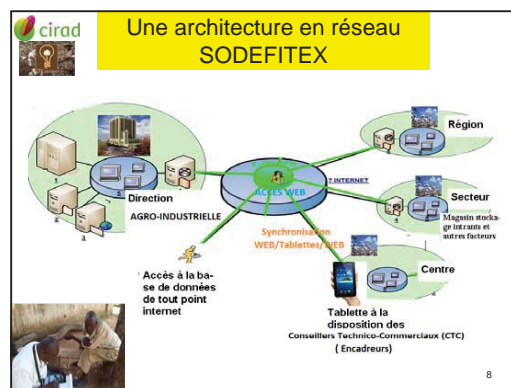 cirad
Une architecture en réseau
SODEFITEX
Région
ACCES WEB
7 INTERNET
Direction
AGRO-INDUSTRIELLE
Secteur
Magasin stocka-
ge intrants et
autres facteurs
Synchronisation
WEB/Tablettes/WEB
Accès à la ba-
se de données
de tout point
internet
Centre
Tablette à la
disposition des
Conseillers Technico-Commerciaux (CTC)
( Encadreurs)
8